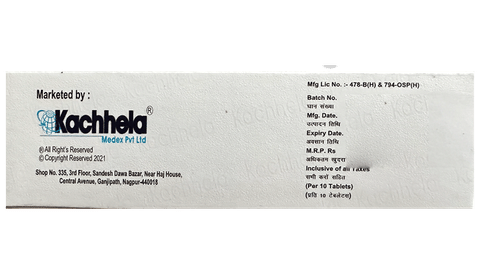 Marketed by :
Kachhela®
Medex Pvt Ltd
® All Right's Reserved
© Copyright Reserved 2021
Shop No. 335, 3rd Floor, Sandesh Dawa Bazar, Near Haj House,
Central Avenue, Ganjipath, Nagpur-440018
Mfg Lic No. :- 478-B(H) & 794-OSP(H)
Batch No.
घान संख्या
Mfg. Date.
उत्पादन तिथि
Expiry Date.
अवसान तिथि
M.R.P. Rs
अधिकतम खुदरा
Inclusive of all Taxes
सभी करों सहित
(Per 10 Tablets)
(प्रति 10 टेबलेटस)